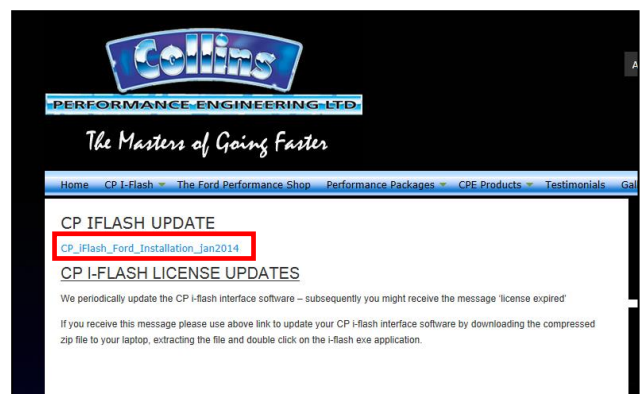 Collins
PERFORMANCE ENGINEERING LTD
The Masters of Going Faster
Home CP I-Flash The Ford Performance Shop Performance Packages CPE Products Testimonials
CP IFLASH UPDATE
CP_iFlash_Ford_Installation_Jan2014
CP I-FLASH LICENSE UPDATES
We periodically update the CP i-flash interface software – subsequently you might receive the message 'license expired'
If you receive this message please use above link to update your CP i-flash interface software by downloading the compressed
zip file to your laptop, extracting the file and double click on the i-flash exe application.